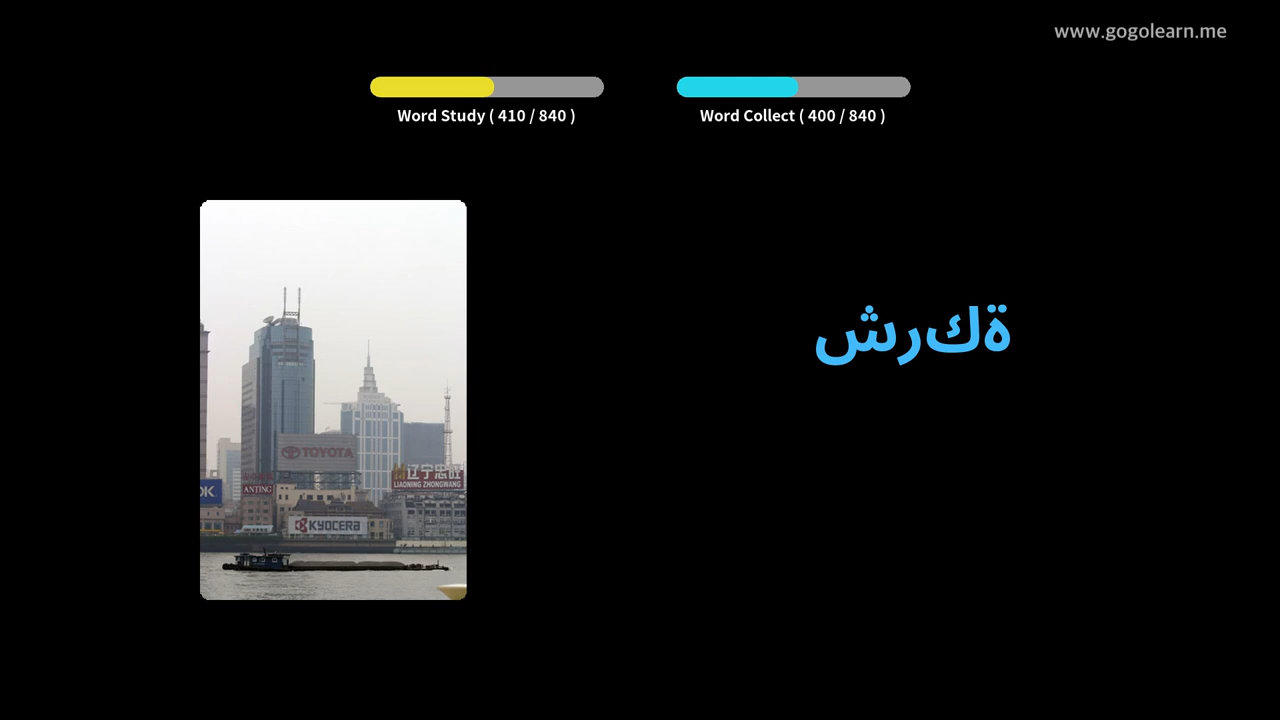 www.gogolearn.me
Word Study ( 410 / 840 )
Word Collect ( 400 / 840 )
شركة
TOYOTA
辽宁忠旺
LIAONING ZHONGWANG
ANTING
OK
KYOCERA